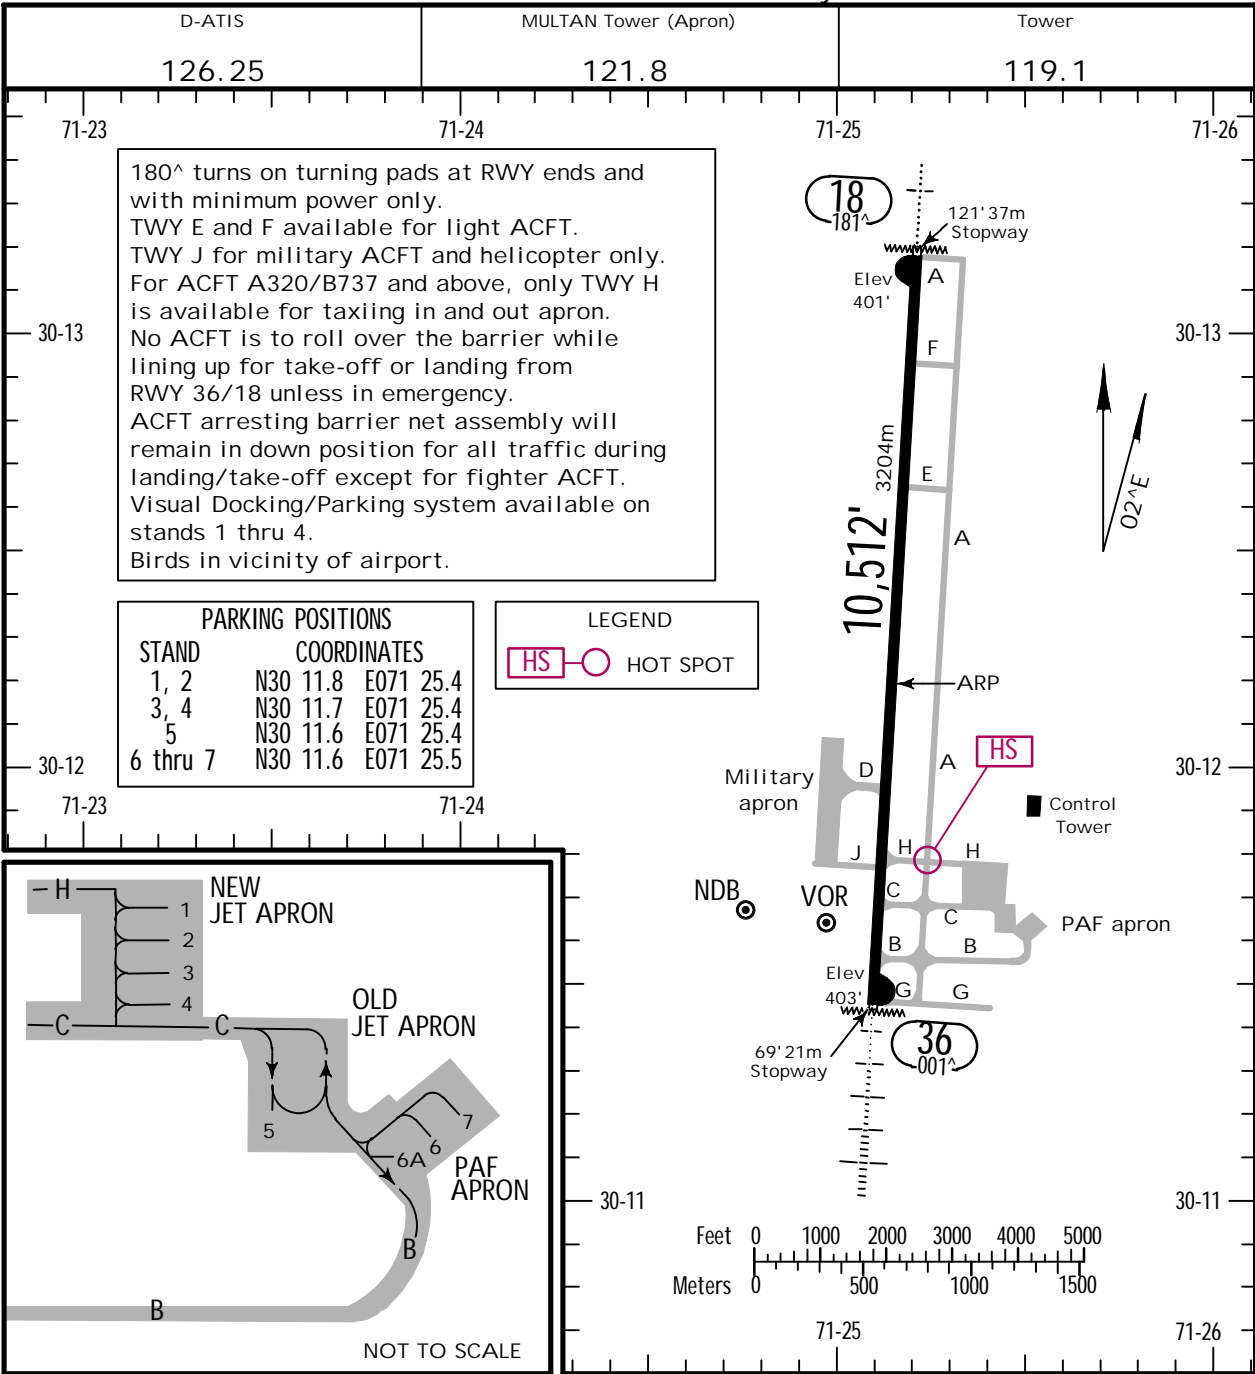 D-ATIS
126.25
MULTAN Tower (Apron)
121.8
Tower
119.1
71-23
71-24
71-25
71-26
180^ turns on turning pads at RWY ends and
with minimum power only.
TWY E and F available for light ACFT.
TWY J for military ACFT and helicopter only.
For ACFT A320/B737 and above, only TWY H
is available for taxiing in and out apron.
No ACFT is to roll over the barrier while
lining up for take-off or landing from
RWY 36/18 unless in emergency.
ACFT arresting barrier net assembly will
remain in down position for all traffic during
landing/take-off except for fighter ACFT.
Visual Docking/Parking system available on
stands 1 thru 4.
Birds in vicinity of airport.
30-13
30-13
18
181^
121'37m
Stopway
Elev
401'
A
F
E
A
3204m
10,512'
02^E
PARKING POSITIONS
STAND COORDINATES
1, 2 N30 11.8 E071 25.4
3, 4 N30 11.7 E071 25.4
5 N30 11.6 E071 25.4
6 thru 7 N30 11.6 E071 25.5
LEGEND
HS HOT SPOT
ARP
HS
A
30-12
30-12
71-23
71-24
Military
apron
D
Control
Tower
J
H
H
C
C
NDB
VOR
PAF apron
B
B
Elev
403'
G
G
36
001^
69'21m
Stopway
H
NEW
JET APRON
1
2
3
4
C
C
OLD
JET APRON
5
6A
6
7
PAF
APRON
B
B
NOT TO SCALE
30-11
30-11
Feet 0 1000 2000 3000 4000 5000
Meters 0 500 1000 1500
71-25
71-26